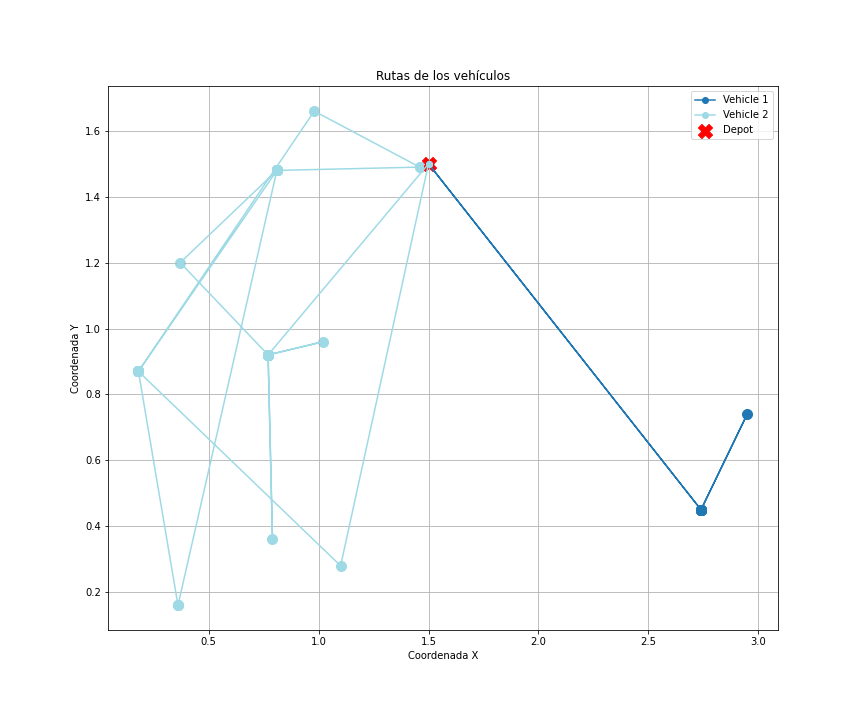 Rutas de los vehículos
Vehicle 1
Vehicle 2
Depot
Coordenada Y
1.6
1.4
1.2
1.0
0.8
0.6
0.4
0.2
0.5
1.0
1.5
2.0
2.5
3.0
Coordenada X